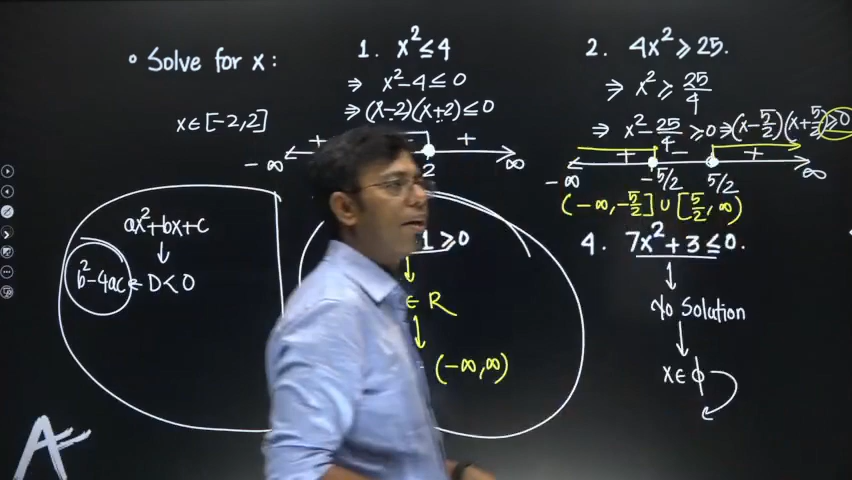 • Solve for x:
x∈[-2,2]
ax²+bx+c
↓
b²-4ac ← D<0
1. x²≤4
⇒ x²-4≤0
⇒ (x-2)(x+2)≤0
+ +
-∞ 2 ∞
1≥0
∈ R
(-∞,∞)
2. 4x²≥25.
⇒ x²≥25/4
⇒ x²-25/4≥0⇒(x-5/2)(x+5/2)≥0
+ - +
-∞ -5/2 5/2 ∞
(-∞,-5/2]∪[5/2,∞)
4. 7x²+3≤0.
↓
No Solution
↓
x∈ϕ